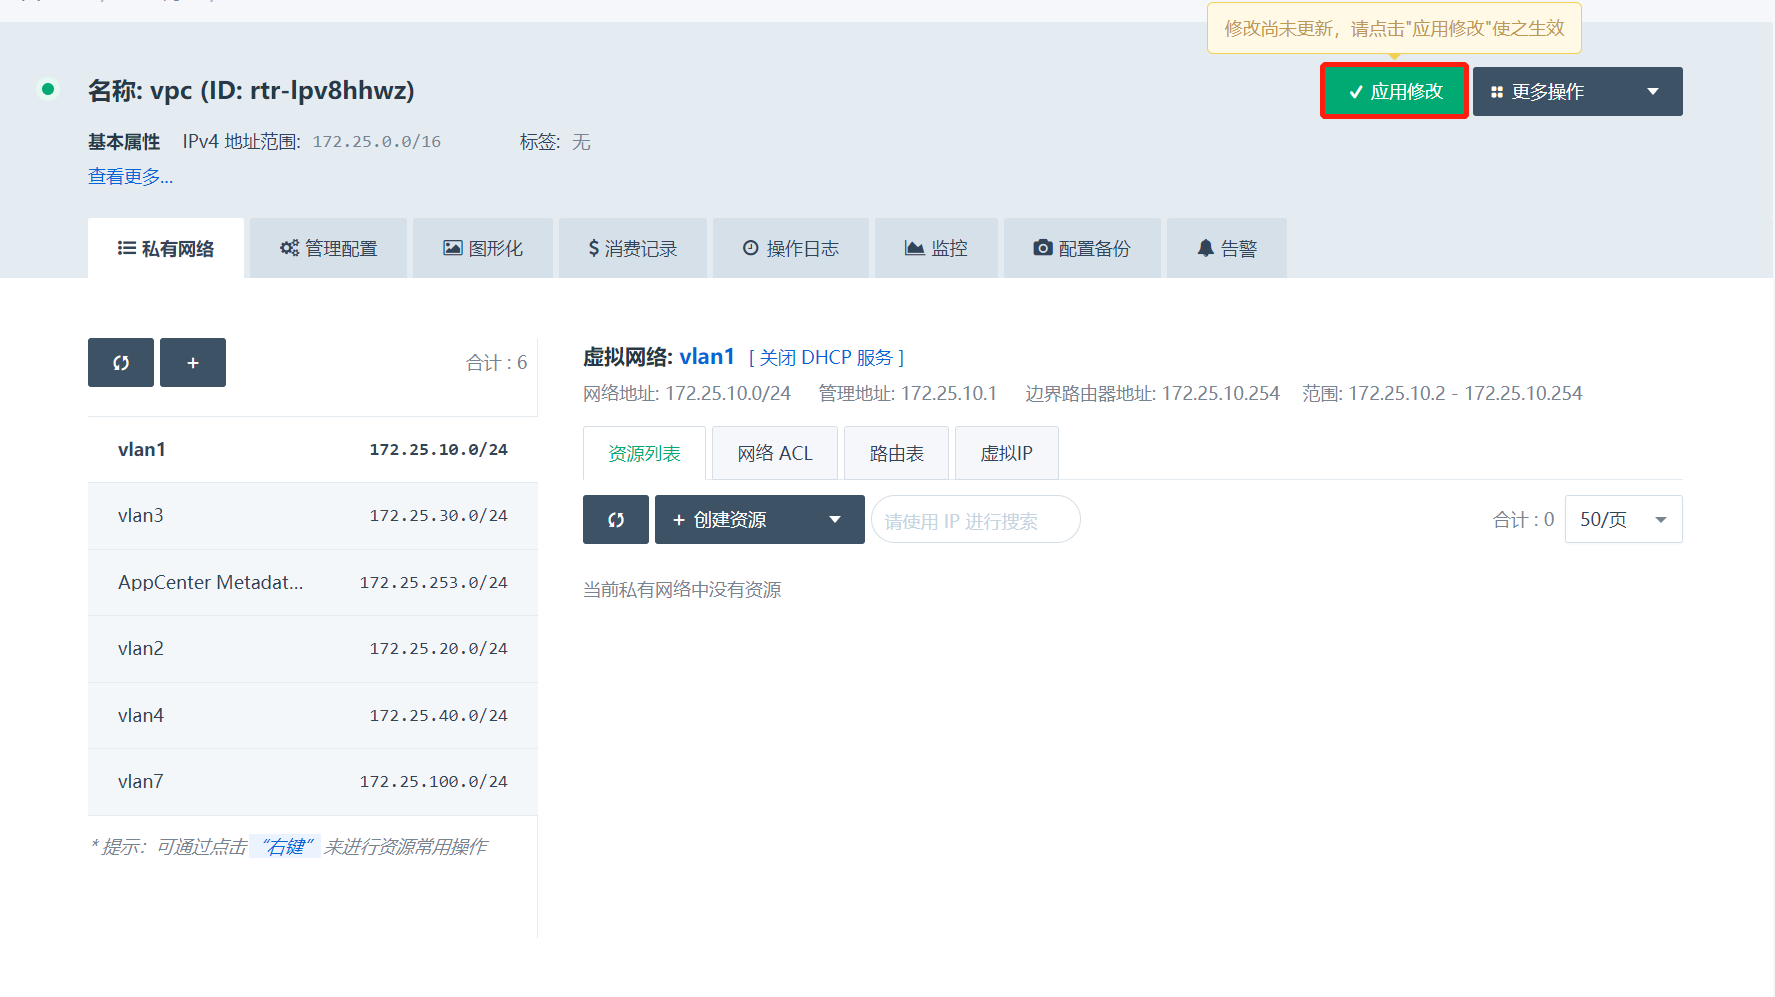 修改尚未更新，请点击"应用修改"使之生效
名称: vpc (ID: rtr-lpv8hhwz)
应用修改
更多操作
基本属性 IPv4 地址范围: 172.25.0.0/16 标签: 无
查看更多...
私有网络 管理配置 图形化 $ 消费记录 操作日志 监控 配置备份 告警
+ 合计 : 6
vlan1 172.25.10.0/24
vlan3 172.25.30.0/24
AppCenter Metadat... 172.25.253.0/24
vlan2 172.25.20.0/24
vlan4 172.25.40.0/24
vlan7 172.25.100.0/24
* 提示：可通过点击 “右键” 来进行资源常用操作
虚拟网络: vlan1 [ 关闭 DHCP 服务 ]
网络地址: 172.25.10.0/24 管理地址: 172.25.10.1 边界路由器地址: 172.25.10.254 范围: 172.25.10.2 - 172.25.10.254
资源列表 网络 ACL 路由表 虚拟IP
+ 创建资源 请使用 IP 进行搜索 合计 : 0 50/页
当前私有网络中没有资源